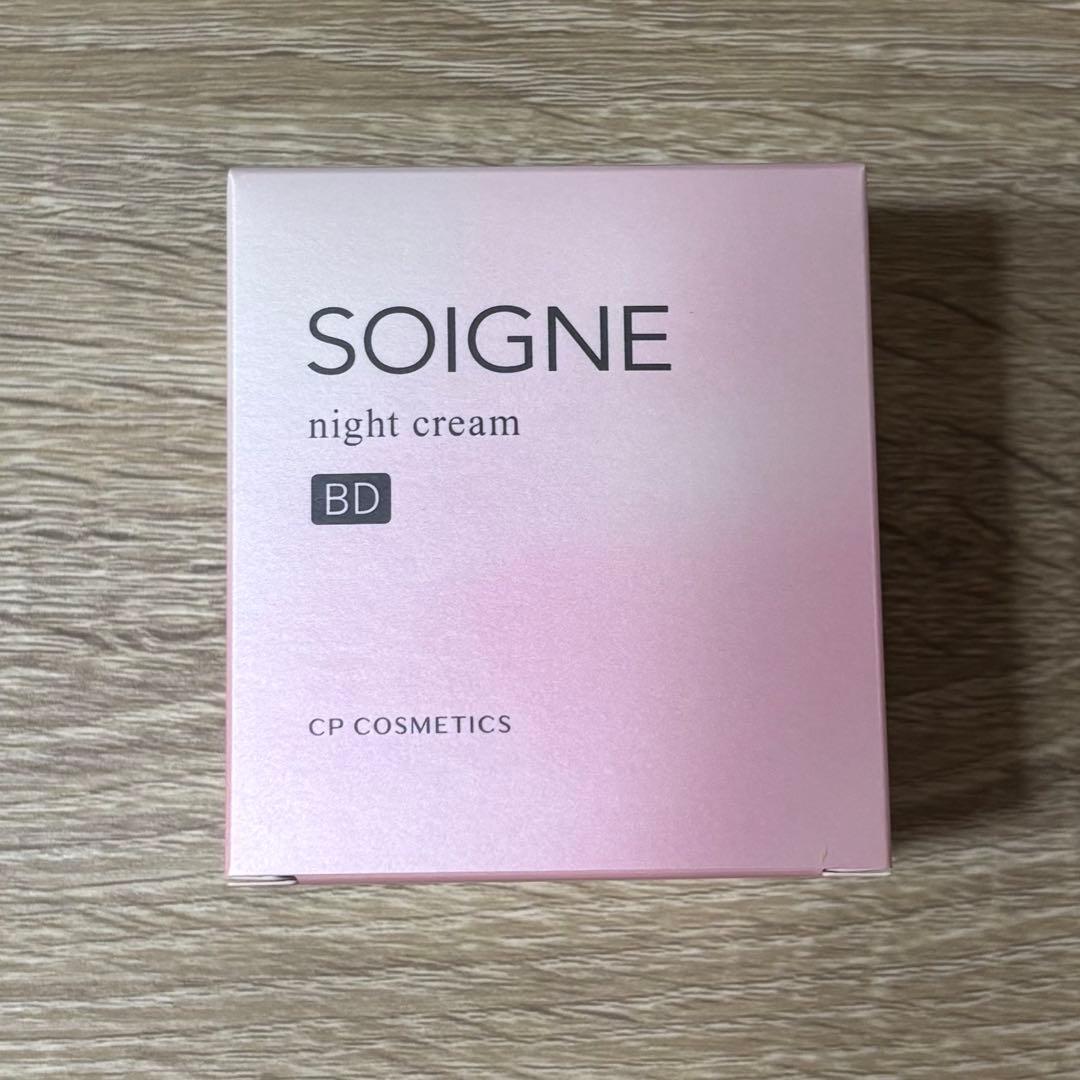 SOIGNE
night cream
BD
CP COSMETICS